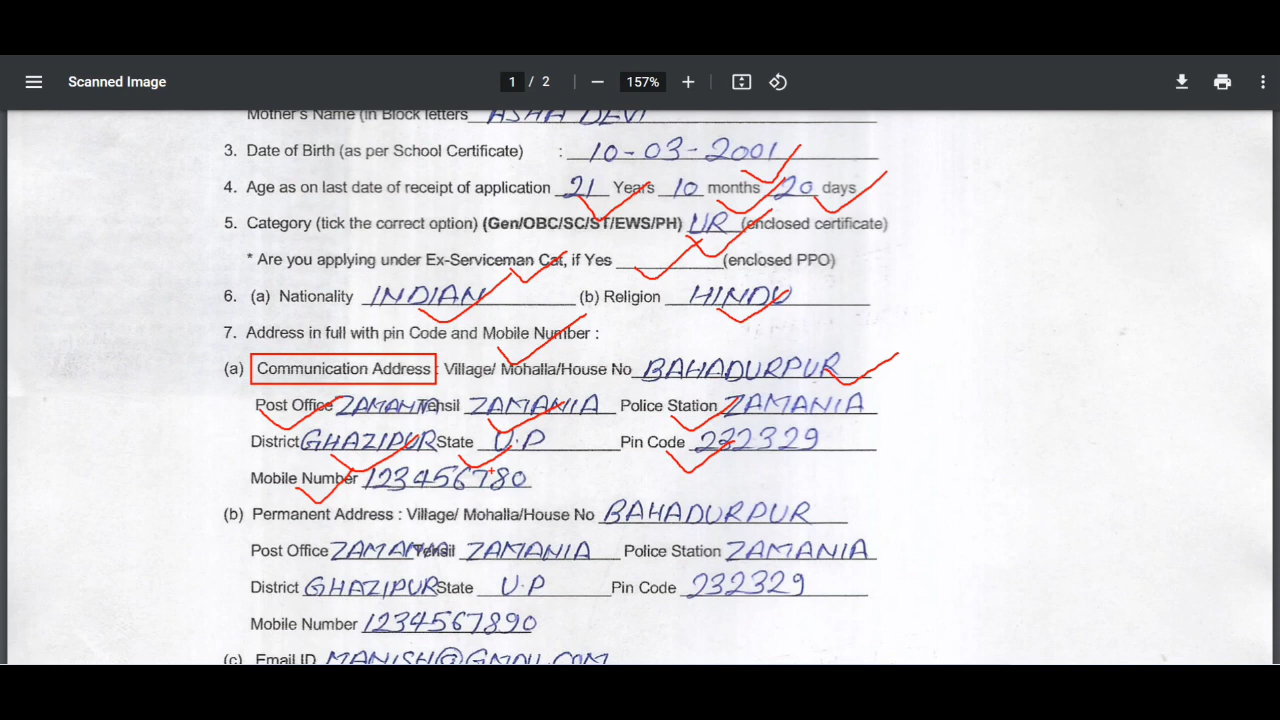 Scanned Image 1 / 2 157%
Mother's Name (in Block letters ASHA DEVI
3. Date of Birth (as per School Certificate) : 10-03-2001
4. Age as on last date of receipt of application 21 Years 10 months 20 days
5. Category (tick the correct option) (Gen/OBC/SC/ST/EWS/PH) UR (enclosed certificate)
* Are you applying under Ex-Serviceman Cat, if Yes (enclosed PPO)
6. (a) Nationality INDIAN (b) Religion HINDU
7. Address in full with pin Code and Mobile Number :
(a) Communication Address : Village/ Mohalla/House No BAHADURPUR
Post Office ZAMANIA Tehsil ZAMANIA Police Station ZAMANIA
District GHAZIPUR State U.P Pin Code 232329
Mobile Number 123456780
(b) Permanent Address : Village/ Mohalla/House No BAHADURPUR
Post Office ZAMANIA Tehsil ZAMANIA Police Station ZAMANIA
District GHAZIPUR State U.P Pin Code 232329
Mobile Number 1234567890
(c) Email ID MANISH@GMAIL.COM